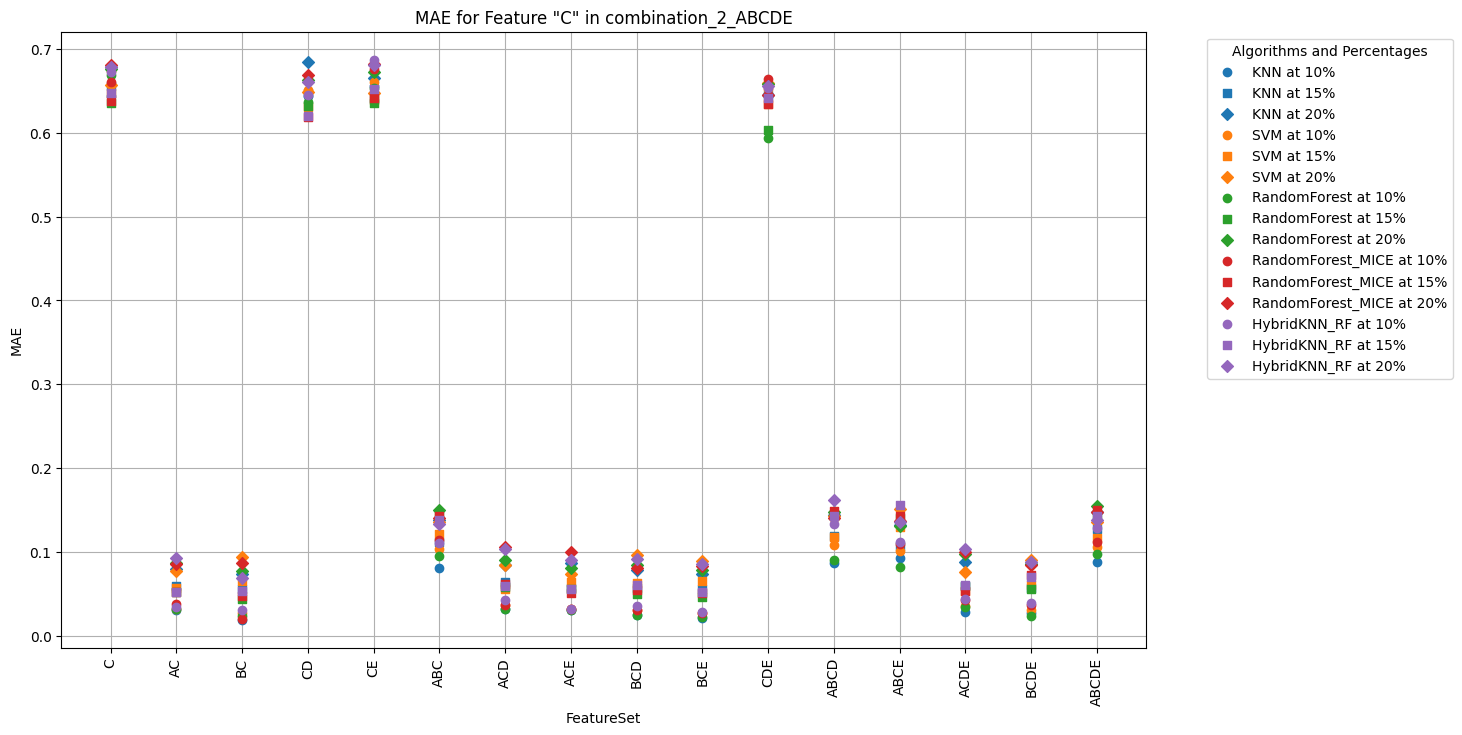 MAE for Feature "C" in combination_2_ABCDE
MAE
0.7
0.6
0.5
0.4
0.3
0.2
0.1
0.0
C
AC
BC
CD
CE
ABC
ACD
ACE
BCD
BCE
CDE
ABCD
ABCE
ACDE
BCDE
ABCDE
FeatureSet
Algorithms and Percentages
KNN at 10%
KNN at 15%
KNN at 20%
SVM at 10%
SVM at 15%
SVM at 20%
RandomForest at 10%
RandomForest at 15%
RandomForest at 20%
RandomForest_MICE at 10%
RandomForest_MICE at 15%
RandomForest_MICE at 20%
HybridKNN_RF at 10%
HybridKNN_RF at 15%
HybridKNN_RF at 20%